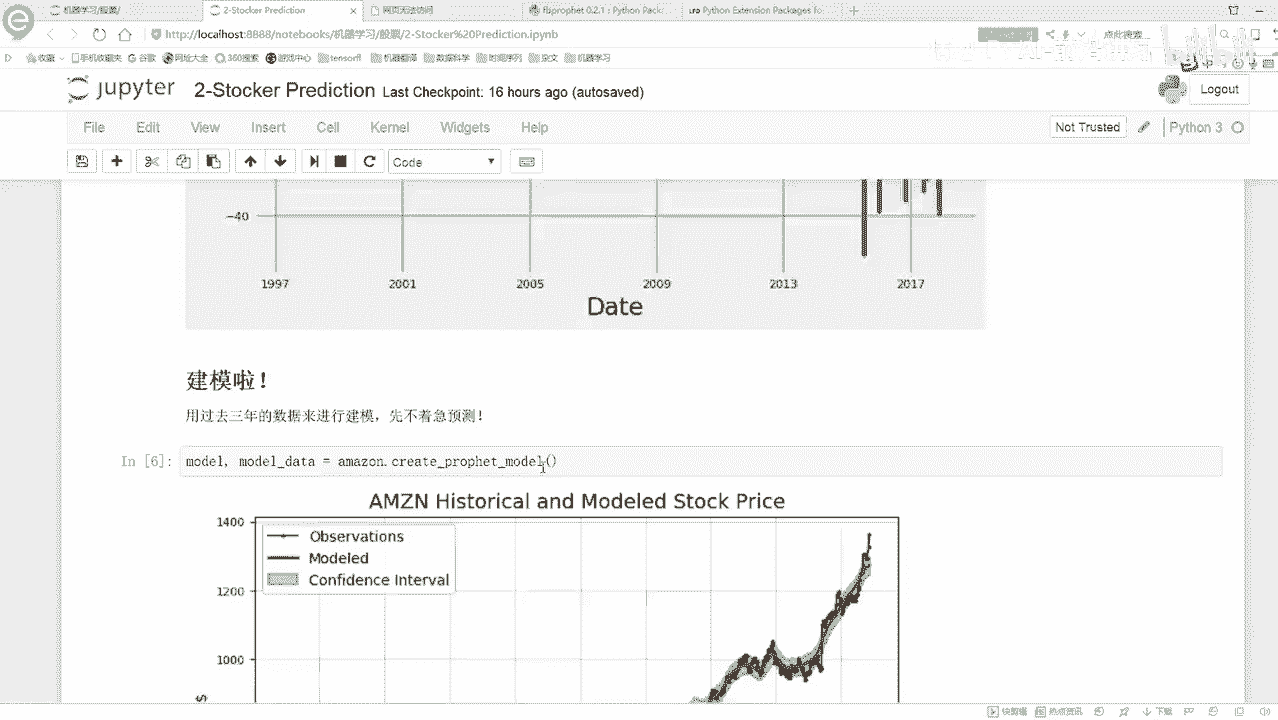 机器学习/股票/
2-Stocker Prediction
网页无法访问
fbprophet 0.2.1 : Python Pack
Python Extension Packages fo
http://localhost:8888/notebooks/机器学习/股票/2-Stocker%20Prediction.ipynb
点此搜索
收藏 手机收藏夹 谷歌 网址大全 360搜索 游戏中心 tensorf 机器翻译 数据科学 时间序列 论文 机器学习
jupyter 2-Stocker Prediction Last Checkpoint: 16 hours ago (autosaved)
Logout
File Edit View Insert Cell Kernel Widgets Help
Not Trusted
Python 3
Code
−40
1997 2001 2005 2009 2013 2017
Date
建模啦！
用过去三年的数据来进行建模，先不着急预测！
In [6]: model, model_data = amazon.create_prophet_model()
AMZN Historical and Modeled Stock Price
1400
Observations
Modeled
Confidence Interval
1200
1000
$
快剪辑 热点资讯 下载